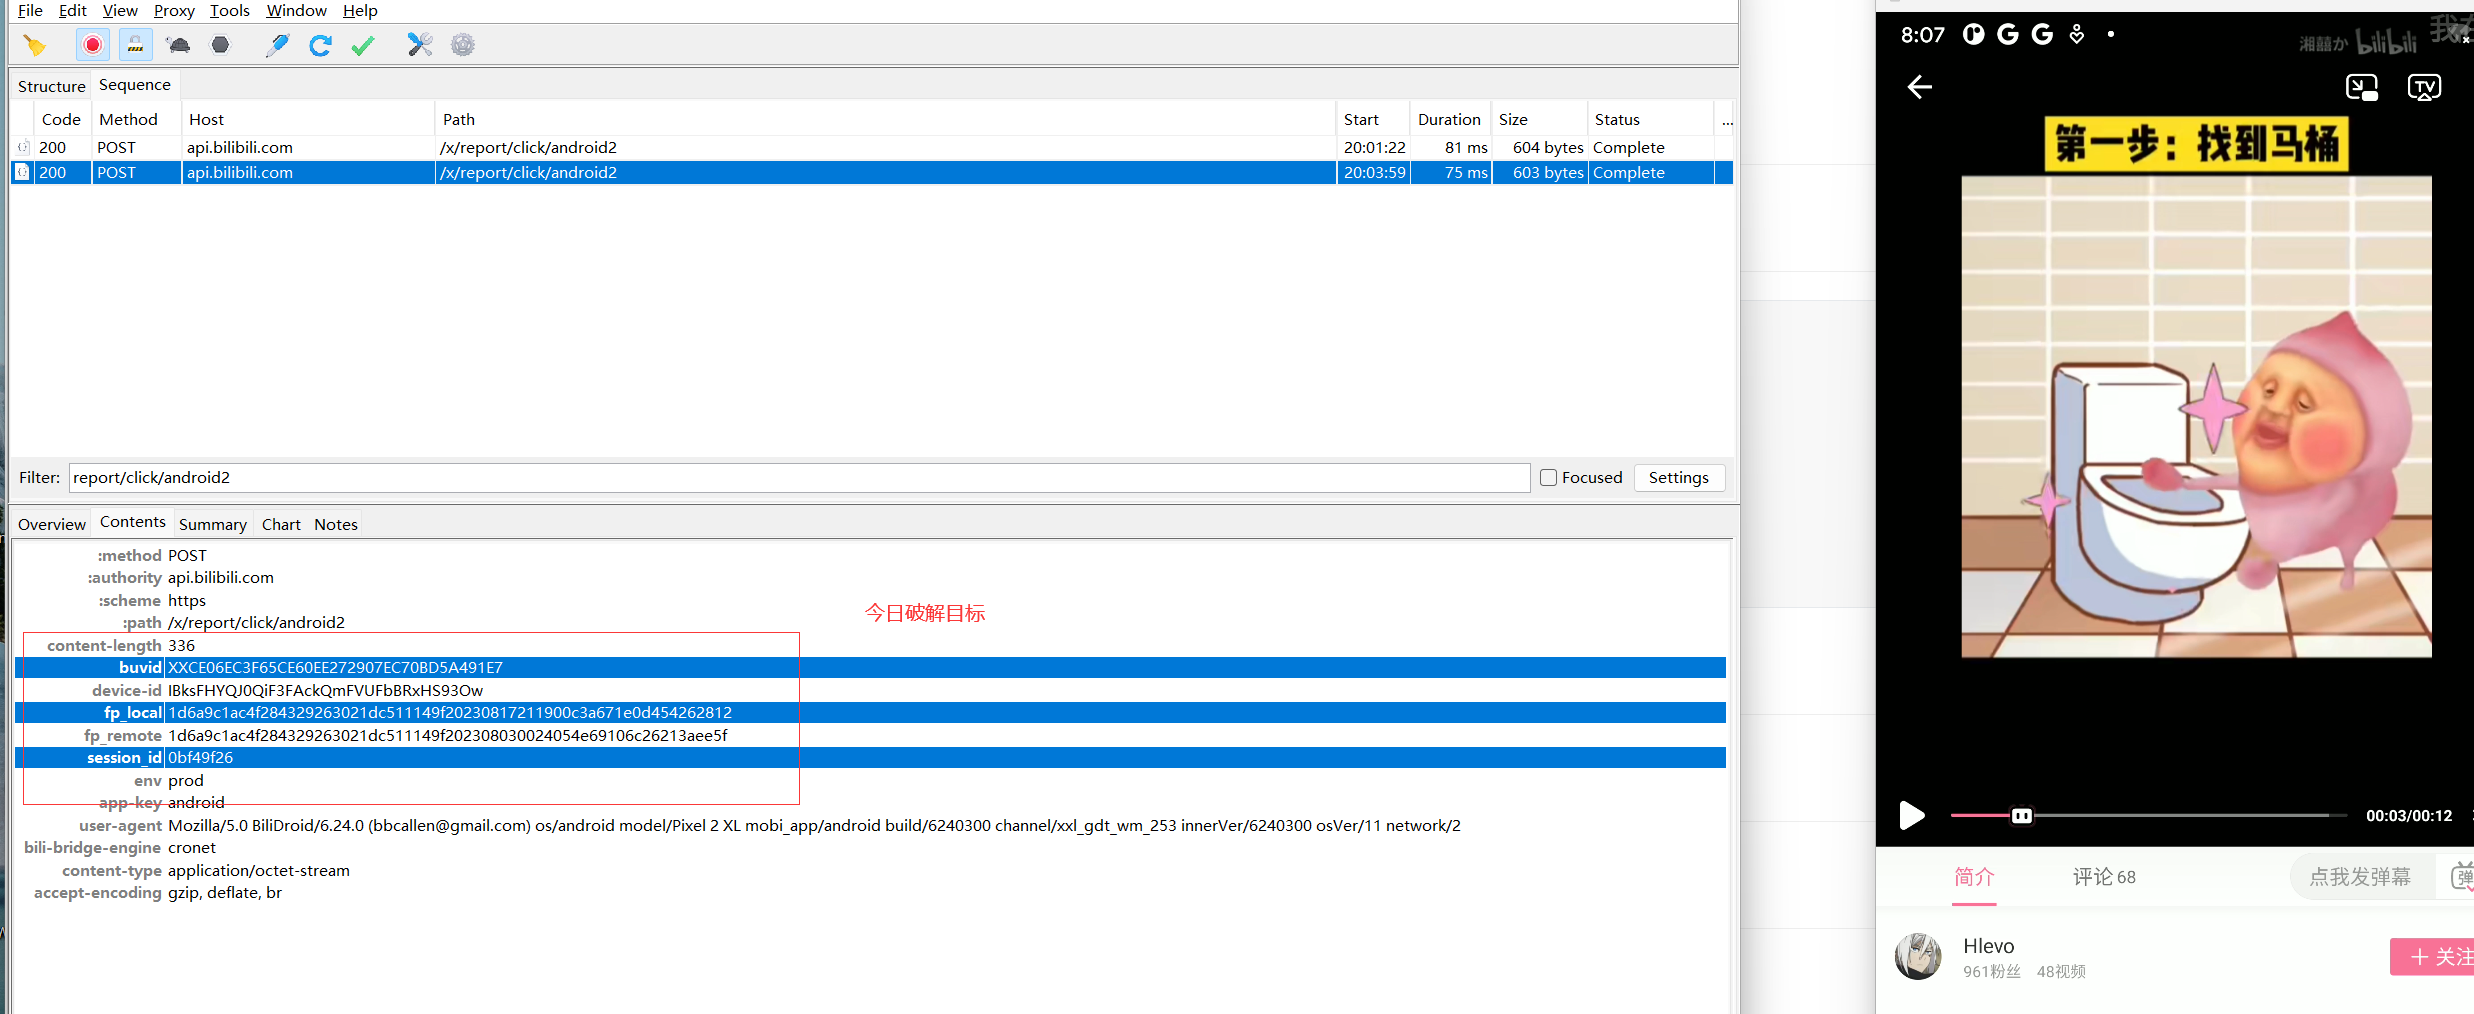 File Edit View Proxy Tools Window Help
Structure Sequence
Code Method Host Path Start Duration Size Status ...
200 POST api.bilibili.com /x/report/click/android2 20:01:22 81 ms 604 bytes Complete
200 POST api.bilibili.com /x/report/click/android2 20:03:59 75 ms 603 bytes Complete
Filter: report/click/android2 Focused Settings
Overview Contents Summary Chart Notes
:method POST
:authority api.bilibili.com
:scheme https
:path /x/report/click/android2
今日破解目标
content-length 336
buvid XXCE06EC3F65CE60EE272907EC70BD5A491E7
device-id IBksFHYQJ0QiF3FAckQmFVUFbBRxHS93Ow
fp_local 1d6a9c1ac4f284329263021dc511149f20230817211900c3a671e0d454262812
fp_remote 1d6a9c1ac4f284329263021dc511149f202308030024054e69106c26213aee5f
session_id 0bf49f26
env prod
app-key android
user-agent Mozilla/5.0 BiliDroid/6.24.0 (bbcallen@gmail.com) os/android model/Pixel 2 XL mobi_app/android build/6240300 channel/xxl_gdt_wm_253 innerVer/6240300 osVer/11 network/2
bili-bridge-engine cronet
content-type application/octet-stream
accept-encoding gzip, deflate, br
8:07
湘囍か bilibili
我在
TV
第一步：找到马桶
00:03/00:12
简介 评论 68 点我发弹幕 弹
Hlevo
961粉丝 48视频
+ 关注